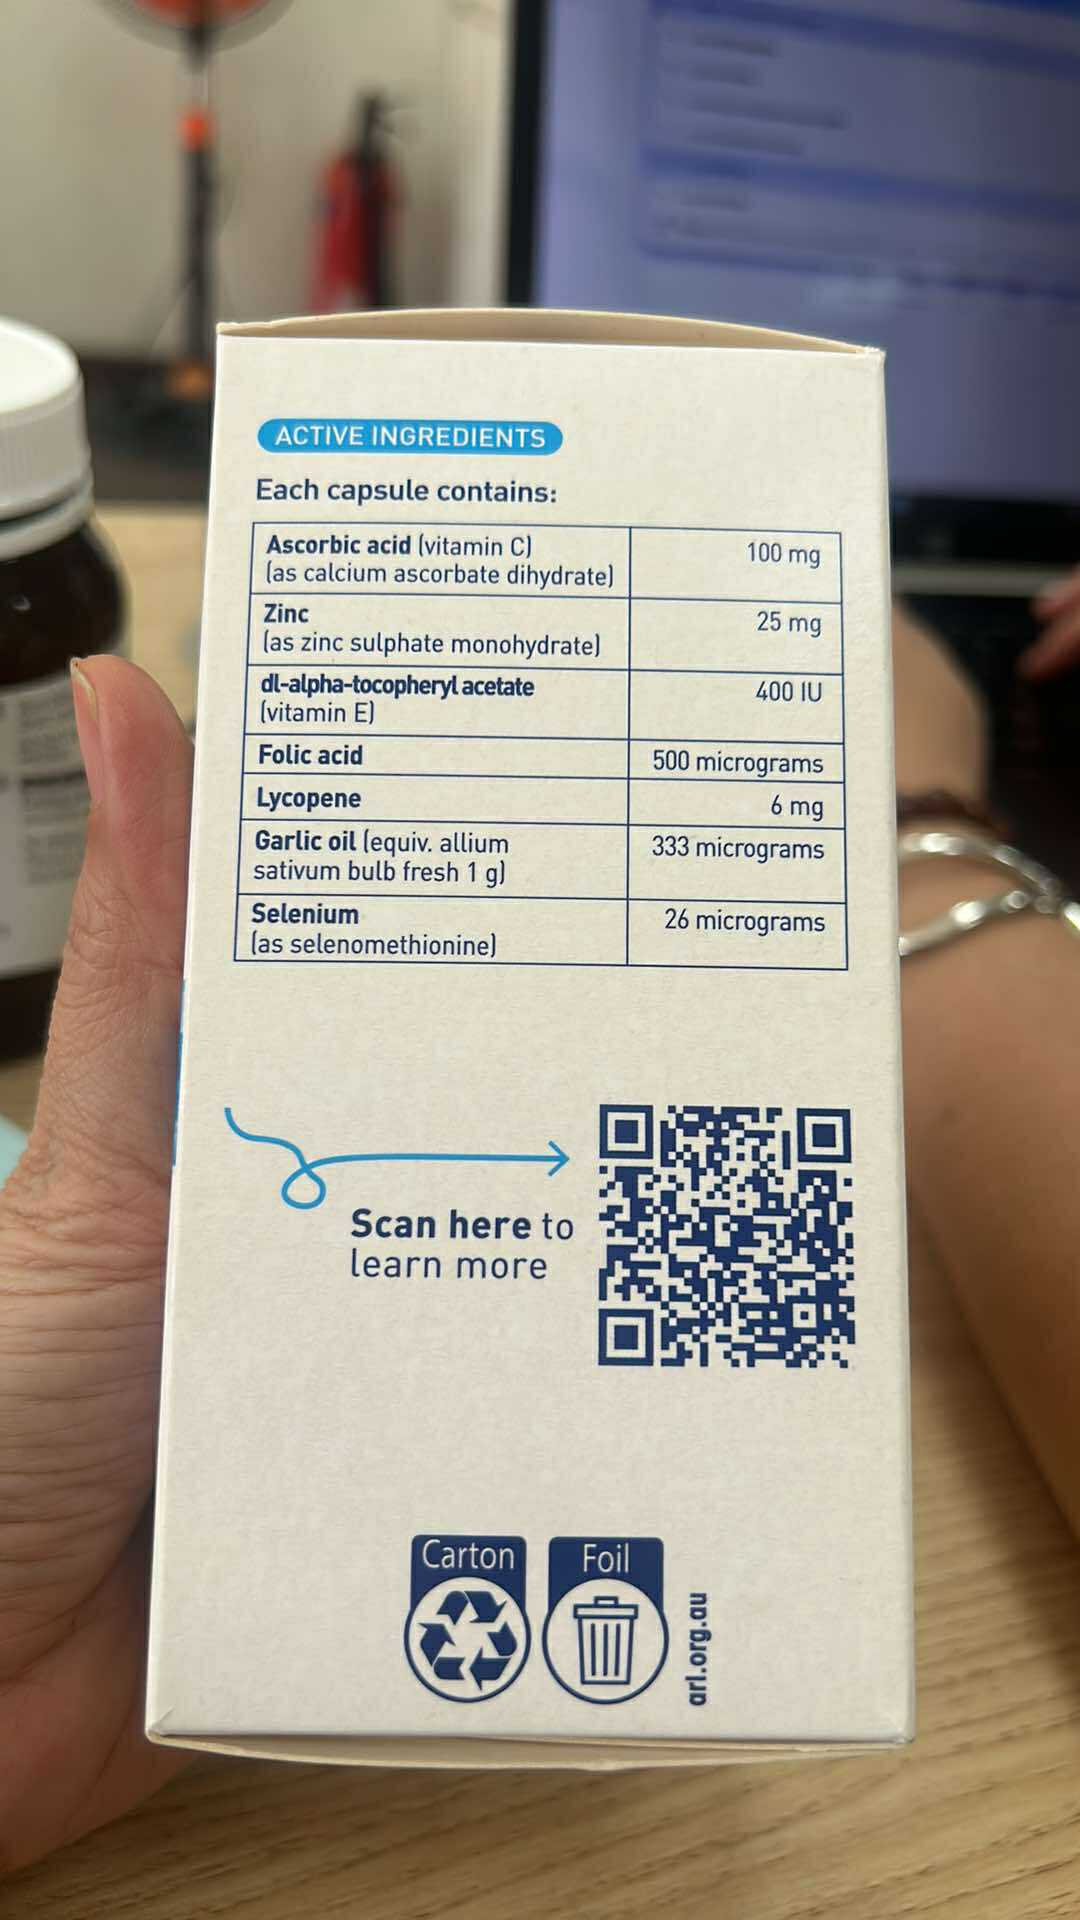 ACTIVE INGREDIENTS
Each capsule contains:
Ascorbic acid (vitamin C)
(as calcium ascorbate dihydrate)
100 mg
Zinc
(as zinc sulphate monohydrate)
25 mg
dl-alpha-tocopheryl acetate
(vitamin E)
400 IU
Folic acid
500 micrograms
Lycopene
6 mg
Garlic oil (equiv. allium
sativum bulb fresh 1 g)
333 micrograms
Selenium
(as selenomethionine)
26 micrograms
Scan here to
learn more
Carton
Foil
arl.org.au